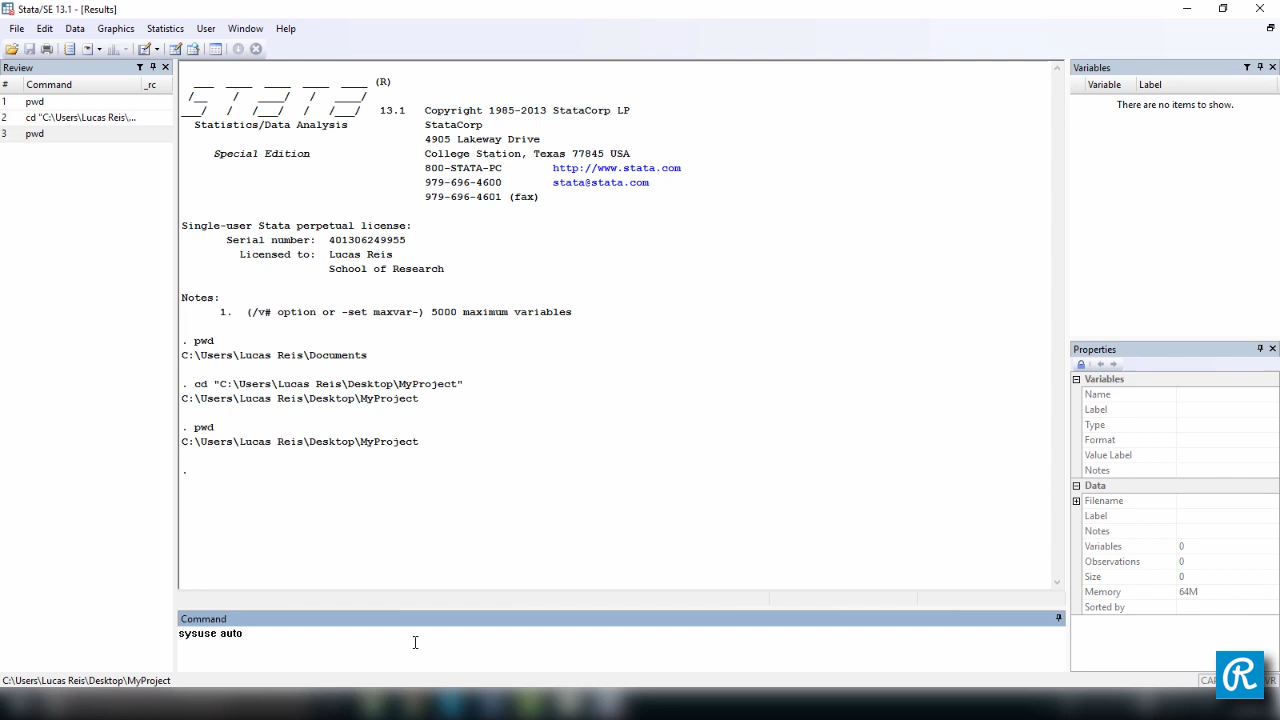 Stata/SE 13.1 - [Results]
File Edit Data Graphics Statistics User Window Help
Review
# Command _rc
1 pwd
2 cd "C:\Users\Lucas Reis\...
3 pwd
(R)
13.1 Copyright 1985-2013 StataCorp LP
Statistics/Data Analysis StataCorp
4905 Lakeway Drive
Special Edition College Station, Texas 77845 USA
800-STATA-PC http://www.stata.com
979-696-4600 stata@stata.com
979-696-4601 (fax)
Single-user Stata perpetual license:
Serial number: 401306249955
Licensed to: Lucas Reis
School of Research
Notes:
1. (/v# option or -set maxvar-) 5000 maximum variables
. pwd
C:\Users\Lucas Reis\Documents
. cd "C:\Users\Lucas Reis\Desktop\MyProject"
C:\Users\Lucas Reis\Desktop\MyProject
. pwd
C:\Users\Lucas Reis\Desktop\MyProject
.
Command
sysuse auto
Variables
Variable Label
There are no items to show.
Properties
Variables
Name
Label
Type
Format
Value Label
Notes
Data
Filename
Label
Notes
Variables 0
Observations 0
Size 0
Memory 64M
Sorted by
C:\Users\Lucas Reis\Desktop\MyProject
R